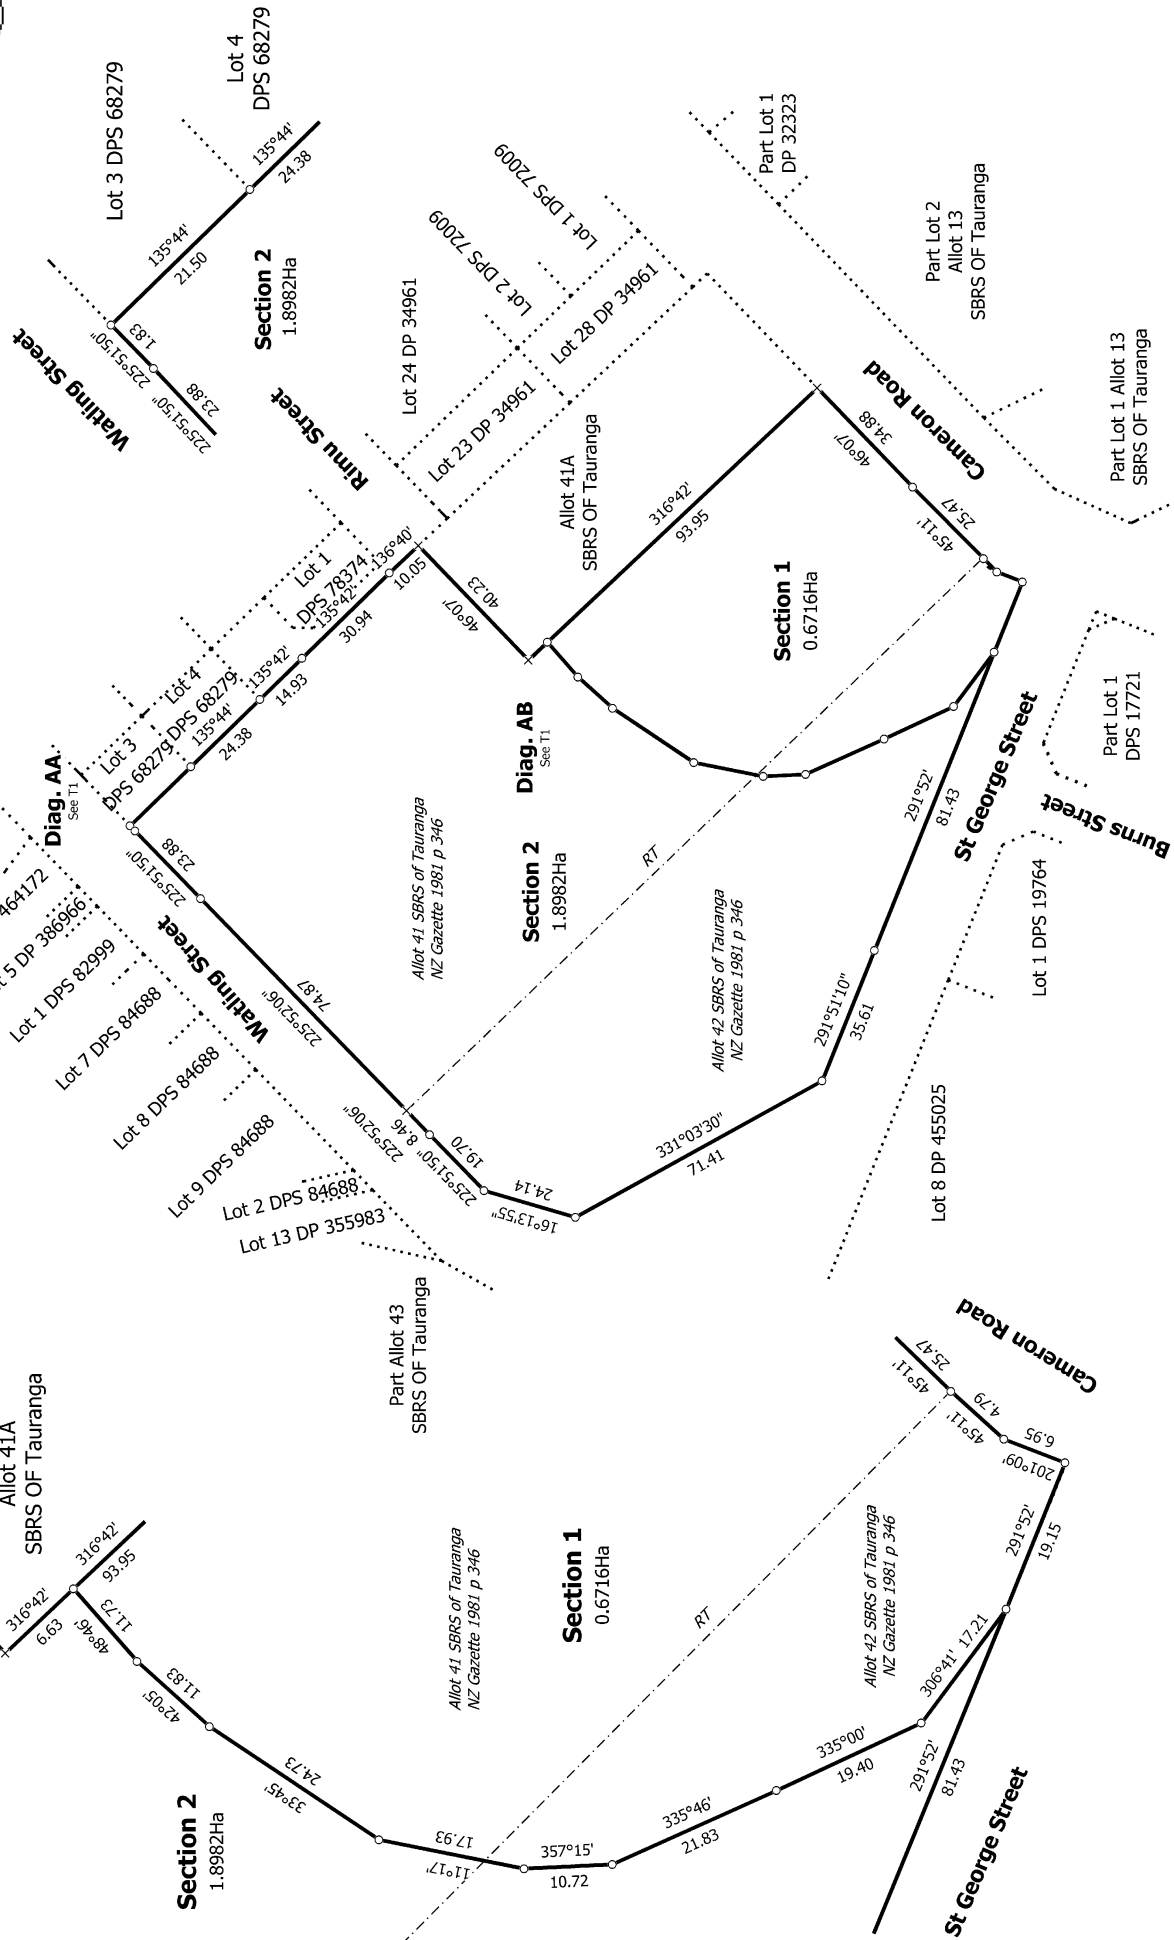 Lot 3 DPS 68279
Lot 4
DPS 68279
135°44'
24.38
135°44'
21.50
Watling Street
225°51'50"
1.83
225°51'50"
23.88
Section 2
1.8982Ha
Rimu Street
Lot 24 DP 34961
Lot 2 DPS 72009
Lot 1 DPS 72009
Lot 23 DP 34961
Lot 28 DP 34961
Part Lot 1
DP 32323
Part Lot 2
Allot 13
SBRS OF Tauranga
Part Lot 1 Allot 13
SBRS OF Tauranga
Cameron Road
46°07'
34.88
45°11'
25.47
Allot 41A
SBRS OF Tauranga
316°42'
93.95
Section 1
0.6716Ha
46°07'
40.23
136°40'
10.05
Lot 1
DPS 78374
135°42'
30.94
135°42'
14.93
Lot 4
DPS 68279
135°44'
24.38
Lot 3
DPS 68279
Diag. AA
See T1
225°51'50"
23.88
Diag. AB
See T1
464172
5 DP 386966
Lot 1 DPS 82999
Lot 7 DPS 84688
Lot 8 DPS 84688
Lot 9 DPS 84688
Lot 2 DPS 84688
Lot 13 DP 355983
Watling Street
225°52'06"
74.87
225°52'06"
8.46
225°51'50"
19.70
16°13'55"
24.14
331°03'30"
71.41
Allot 41 SBRS of Tauranga
NZ Gazette 1981 p 346
Section 2
1.8982Ha
RT
Allot 42 SBRS of Tauranga
NZ Gazette 1981 p 346
291°51'10"
35.61
291°52'
81.43
St George Street
Part Lot 1
DPS 17721
Burns Street
Lot 1 DPS 19764
Lot 8 DP 455025
Part Allot 43
SBRS OF Tauranga
Allot 41A
SBRS OF Tauranga
316°42'
6.63
316°42'
93.95
48°46'
11.73
42°05'
11.83
33°45'
24.73
11°17'
17.93
357°15'
10.72
335°46'
21.83
335°00'
19.40
306°41' 17.21
291°52'
81.43
291°52'
19.15
201°09'
6.95
45°11'
4.79
45°11'
25.47
Cameron Road
Section 2
1.8982Ha
Allot 41 SBRS of Tauranga
NZ Gazette 1981 p 346
Section 1
0.6716Ha
RT
Allot 42 SBRS of Tauranga
NZ Gazette 1981 p 346
St George Street